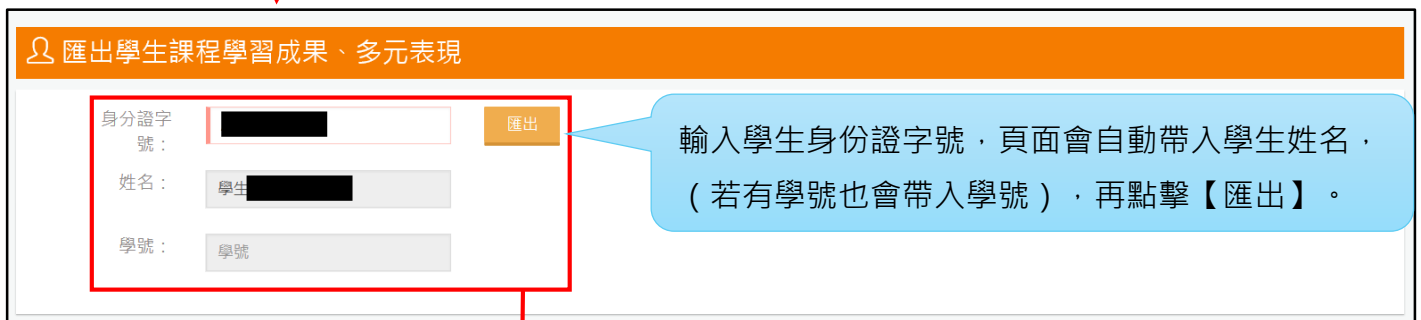 匯出學生課程學習成果、多元表現
身分證字
號：
匯出
輸入學生身份證字號，頁面會自動帶入學生姓名，
（若有學號也會帶入學號），再點擊【匯出】。
姓名：
學生
學號：
學號